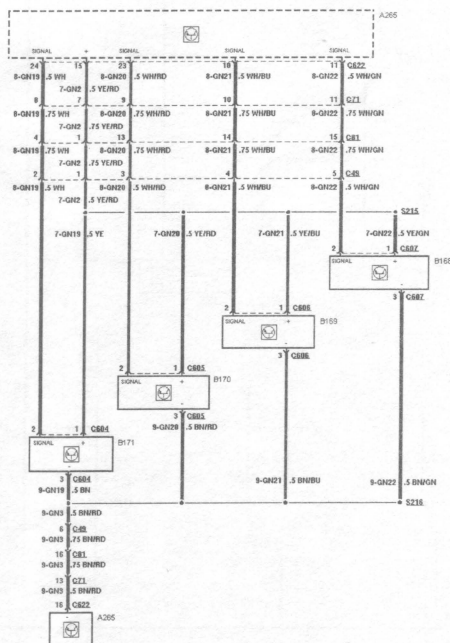 A265
SIGNAL + SIGNAL SIGNAL SIGNAL
24 15 23 10 11 C622
8-GN19 .5 WH 8-GN20 .5 WH/RD 8-GN21 .5 WH/BU 8-GN22 .5 WH/GN
7-GN2 .5 YE/RD
8 7 9 10 11 C71
8-GN19 .75 WH 8-GN20 .75 WH/RD 8-GN21 .75 WH/BU 8-GN22 .75 WH/GN
7-GN2 .75 YE/RD
4 1 13 14 15 C81
8-GN19 .75 WH 8-GN20 .75 WH/RD 8-GN21 .75 WH/BU 8-GN22 .75 WH/GN
7-GN2 .75 YE/RD
2 1 3 4 5 C49
8-GN19 .5 WH 8-GN20 .5 WH/RD 8-GN21 .5 WH/BU 8-GN22 .5 WH/GN
7-GN2 .5 YE/RD
S215
7-GN19 .5 YE 7-GN20 .5 YE/RD 7-GN21 .5 YE/BU 7-GN22 .5 YE/GN
2 1 C607
SIGNAL + B168
-
3 C607
2 1 C606
SIGNAL + B169
-
3 C606
2 1 C605
SIGNAL + B170
-
3 C605
9-GN20 .5 BN/RD
2 1 C604
SIGNAL + B171
-
3 C604
9-GN19 .5 BN 9-GN21 .5 BN/BU 9-GN22 .5 BN/GN
S216
9-GN3 .5 BN/RD
6 C49
9-GN3 .75 BN/RD
16 C81
9-GN3 .75 BN/RD
13 C71
9-GN3 .5 BN/RD
16 C622
A265
-